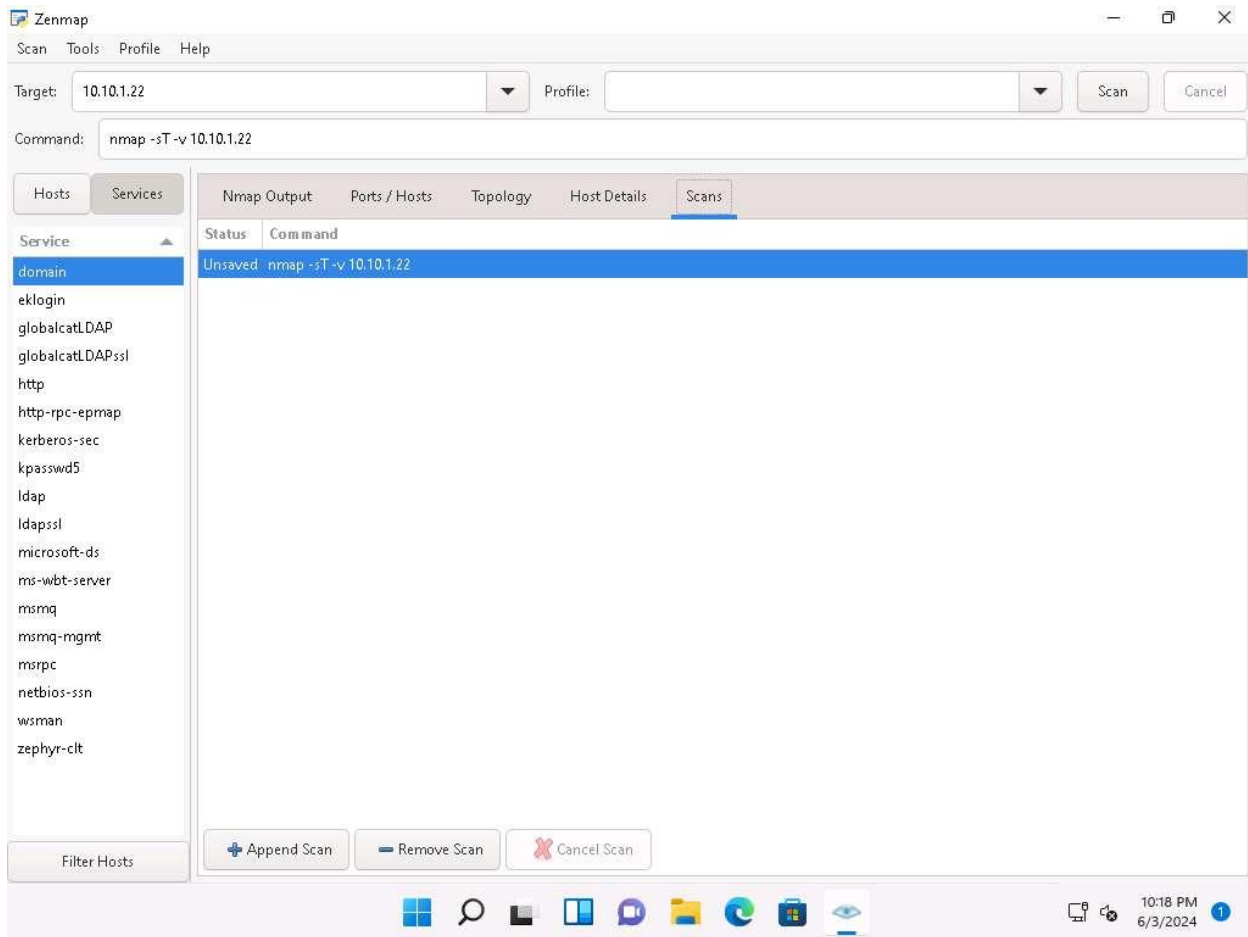 Zenmap
Scan Tools Profile Help
Target: 10.10.1.22 Profile: Scan Cancel
Command: nmap -sT -v 10.10.1.22
Hosts Services
Nmap Output Ports / Hosts Topology Host Details Scans
Service
Status Command
domain
Unsaved nmap -sT -v 10.10.1.22
eklogin
globalcatLDAP
globalcatLDAPssl
http
http-rpc-epmap
kerberos-sec
kpasswd5
ldap
ldapssl
microsoft-ds
ms-wbt-server
msmq
msmq-mgmt
msrpc
netbios-ssn
wsman
zephyr-clt
Append Scan Remove Scan Cancel Scan
Filter Hosts
10:18 PM
6/3/2024
1